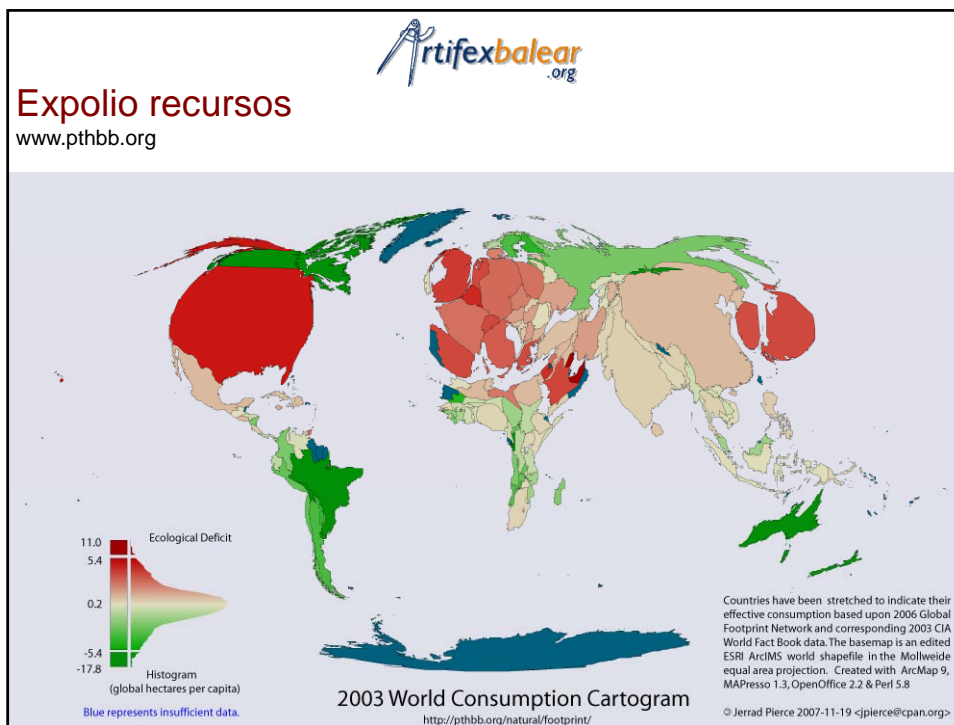 Artifexbalear
.org
Expolio recursos
www.pthbb.org
Ecological Deficit
11.0
5.4
0.2
-5.4
-17.8
Histogram
(global hectares per capita)
Blue represents insufficient data.
2003 World Consumption Cartogram
http://pthbb.org/natural/footprint/
Countries have been stretched to indicate their
effective consumption based upon 2006 Global
Footprint Network and corresponding 2003 CIA
World Fact Book data. The basemap is an edited
ESRI ArcIMS world shapefile in the Mollweide
equal area projection. Created with ArcMap 9,
MAPresso 1.3, OpenOffice 2.2 & Perl 5.8
© Jerrad Pierce 2007-11-19 <jpierce@cpan.org>